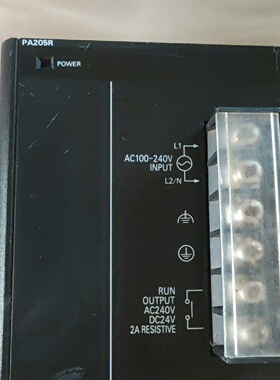 PA205R
POWER
L1
AC100-240V
INPUT
L2/N
RUN
OUTPUT
AC240V
DC24V
2A RESISTIVE